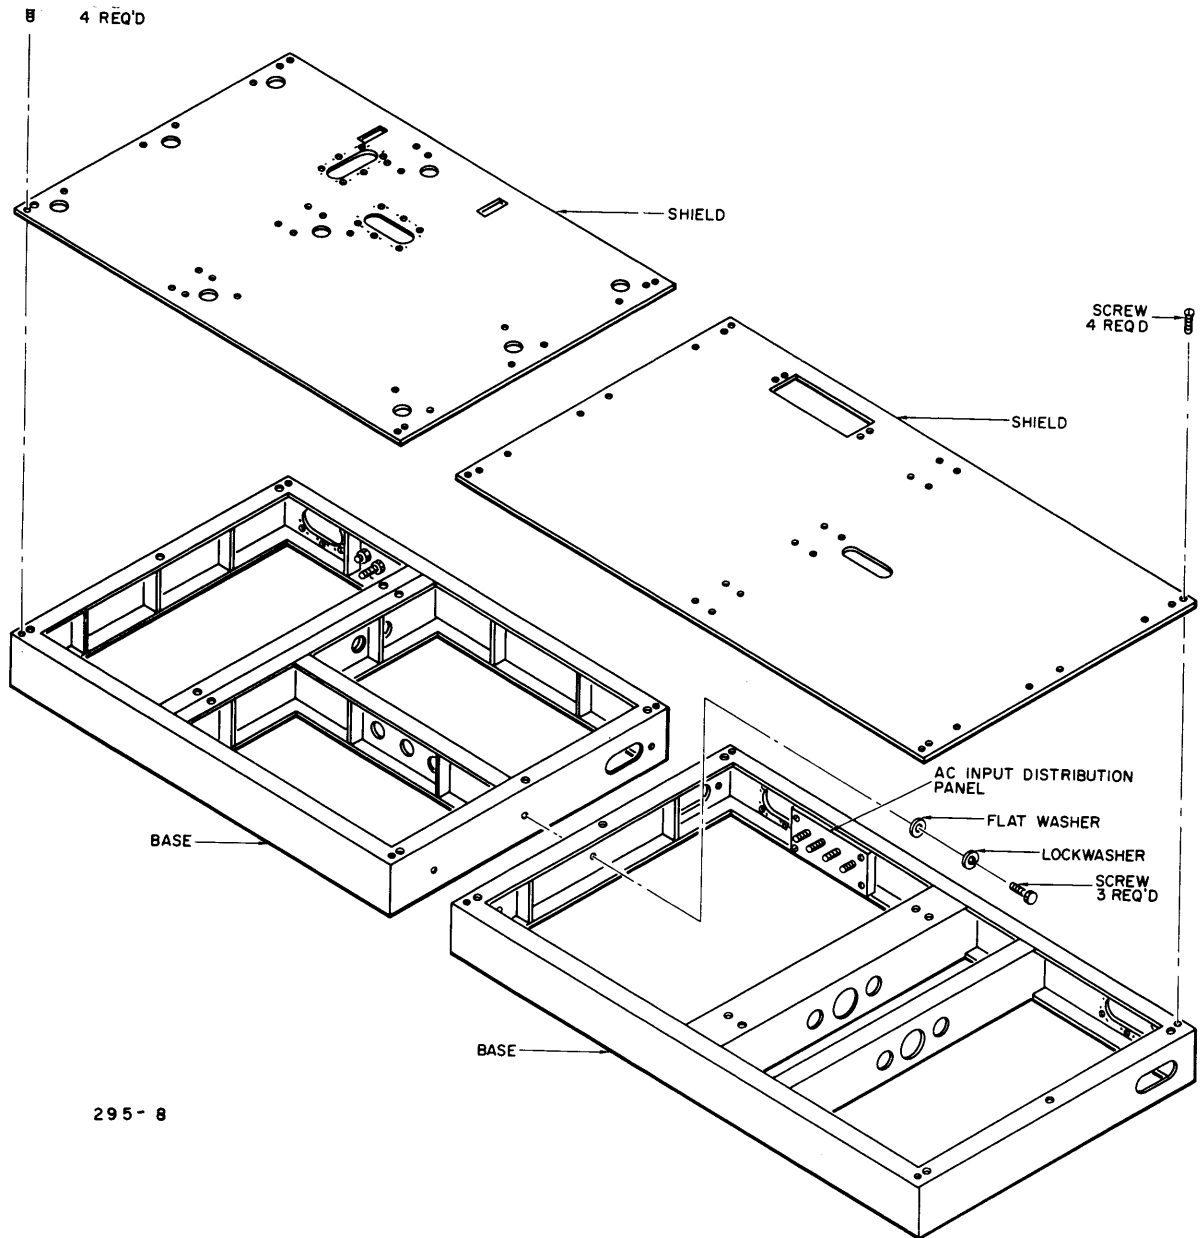 4 REQ'D
SHIELD
SCREW
4 REQ D
SHIELD
AC INPUT DISTRIBUTION
PANEL
FLAT WASHER
BASE
LOCKWASHER
SCREW
3 REQ'D
BASE
295-8